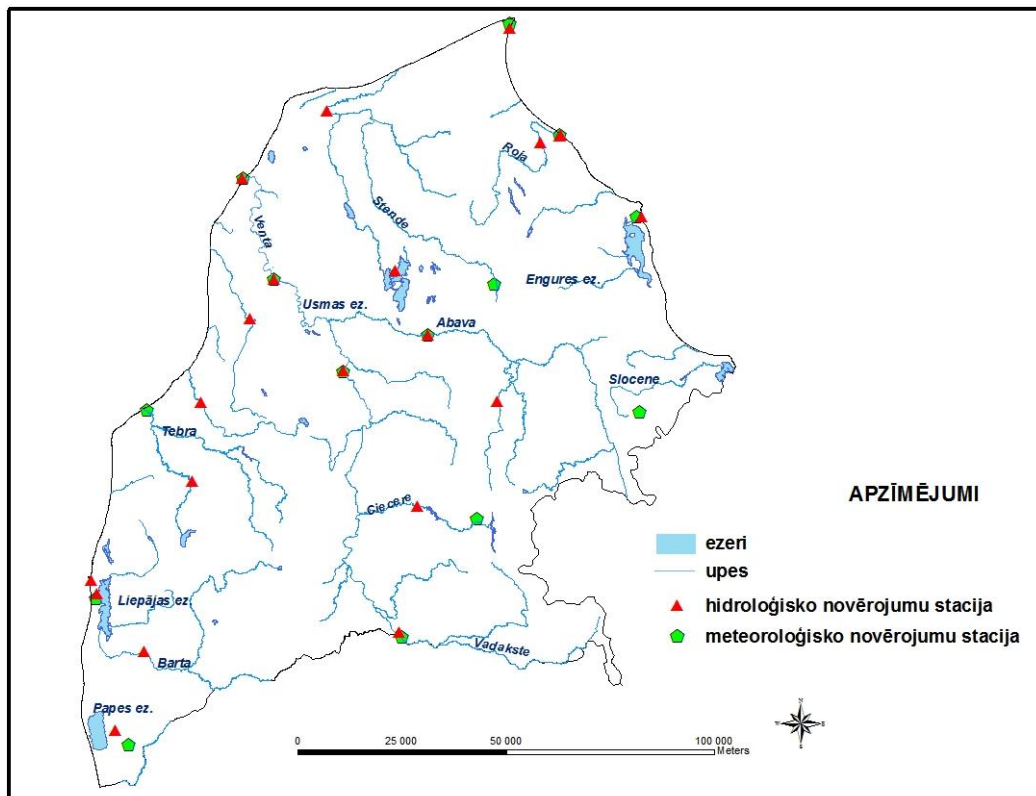 Roja
Stende
Venta
Engures ez.
Usmas ez.
Abava
Slocene
Tebra
Ciecere
Liepājas ez.
Vadakste
Barta
Papes ez.
APZĪMĒJUMI
ezeri
upes
hidroloģisko novērojumu stacija
meteoroloģisko novērojumu stacija
0 25 000 50 000 100 000
Meters